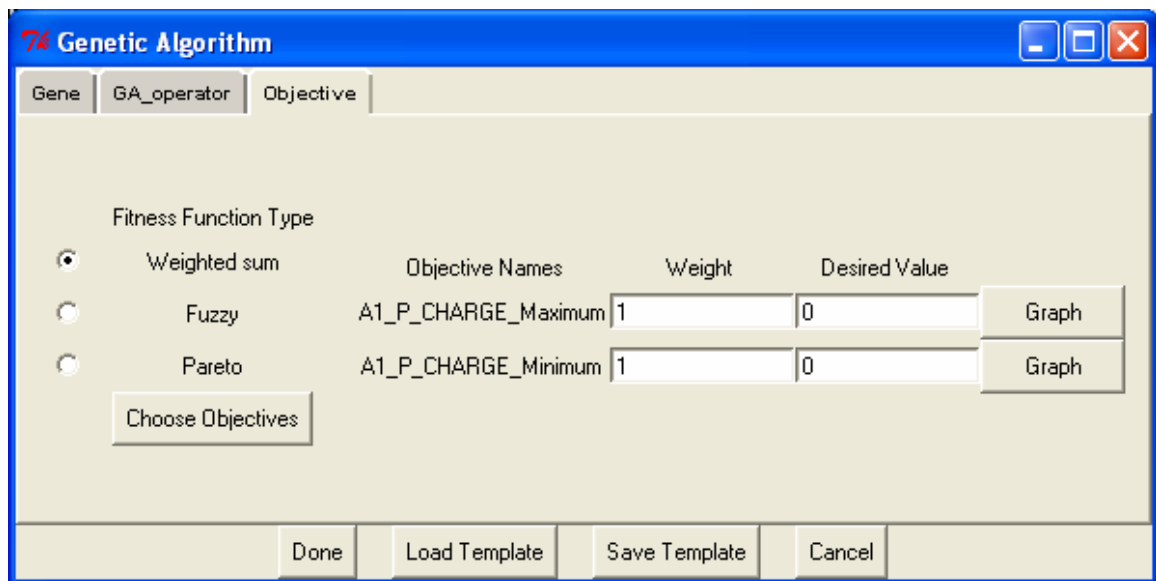 Genetic Algorithm
Gene GA_operator Objective
Fitness Function Type
Weighted sum Objective Names Weight Desired Value
Fuzzy A1_P_CHARGE_Maximum 1 0 Graph
Pareto A1_P_CHARGE_Minimum 1 0 Graph
Choose Objectives
Done Load Template Save Template Cancel